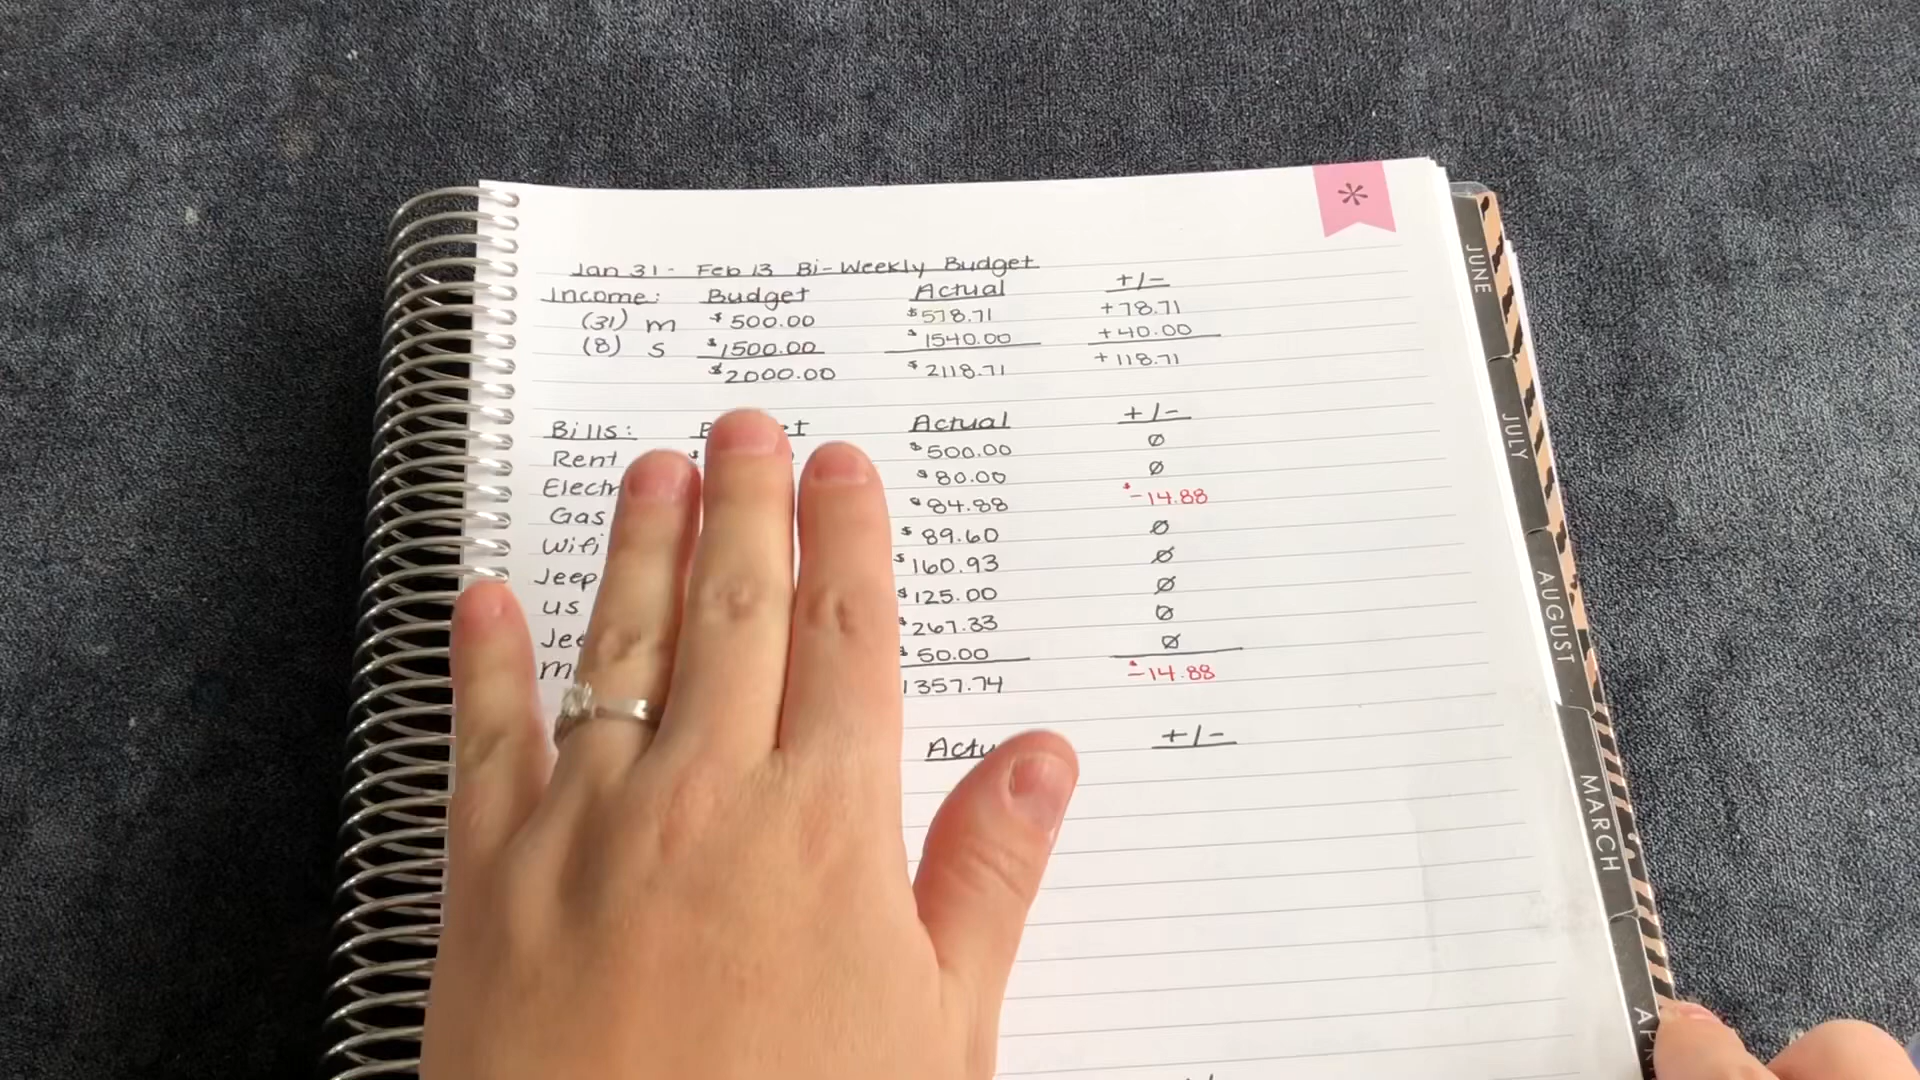 *
Jan 31 - Feb 13 Bi-Weekly Budget
Income: Budget Actual +/-
(31) m $500.00 $578.71 +78.71
(8) s $1500.00 $1540.00 +40.00
$2000.00 $2118.71 +118.71
Bills: Actual +/-
Rent $500.00 Ø
$80.00 Ø
Gas $84.88 $-14.88
Wifi $89.60 Ø
Jeep $160.93 Ø
us $125.00 Ø
$267.33 Ø
$50.00 Ø
1357.74 $-14.88
+/-
JUNE
JULY
AUGUST
MARCH